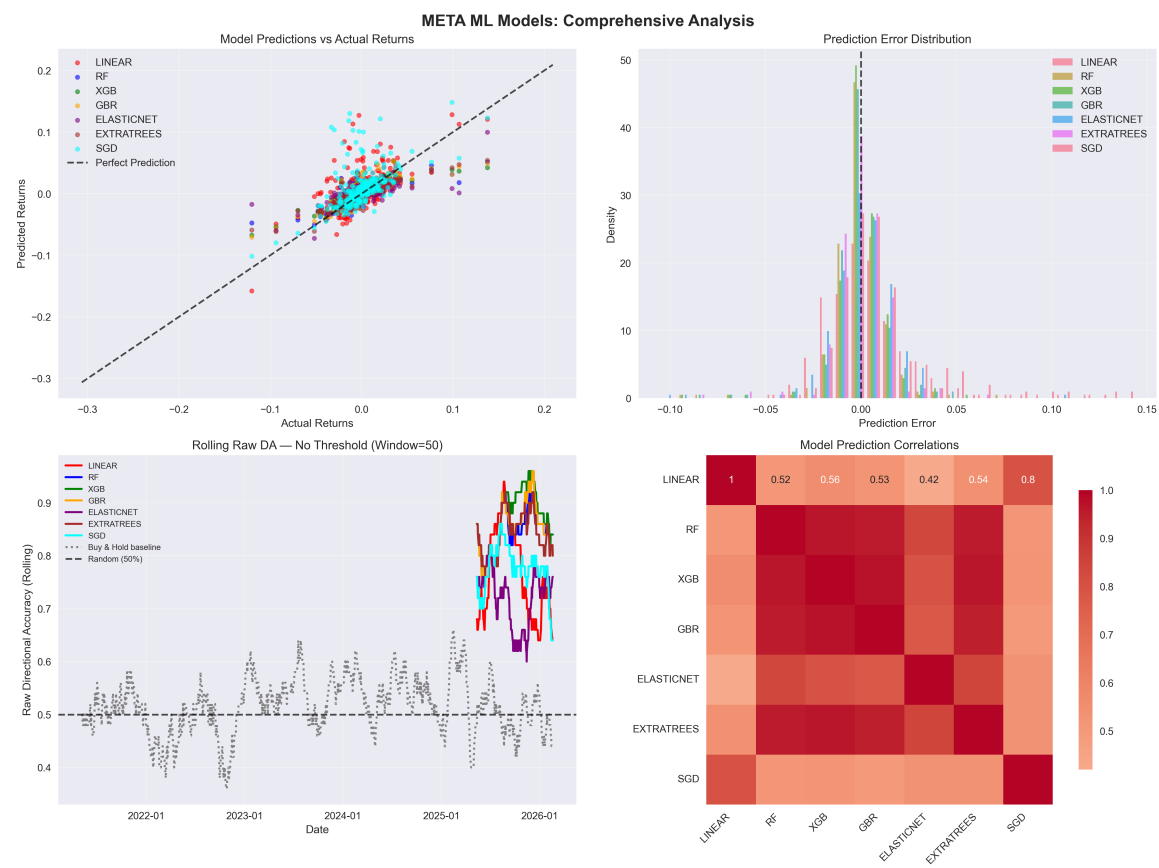 META ML Models: Comprehensive Analysis
Model Predictions vs Actual Returns
LINEAR
RF
XGB
GBR
ELASTICNET
EXTRATREES
SGD
Perfect Prediction
0.2
0.1
0.0
−0.1
−0.2
−0.3
Predicted Returns
−0.3
−0.2
−0.1
0.0
0.1
0.2
Actual Returns
Prediction Error Distribution
LINEAR
RF
XGB
GBR
ELASTICNET
EXTRATREES
SGD
50
40
30
20
10
0
Density
−0.10
−0.05
0.00
0.05
0.10
0.15
Prediction Error
Rolling Raw DA — No Threshold (Window=50)
LINEAR
RF
XGB
GBR
ELASTICNET
EXTRATREES
SGD
Buy & Hold baseline
Random (50%)
0.9
0.8
0.7
0.6
0.5
0.4
Raw Directional Accuracy (Rolling)
2022-01
2023-01
2024-01
2025-01
2026-01
Date
Model Prediction Correlations
LINEAR
RF
XGB
GBR
ELASTICNET
EXTRATREES
SGD
1
0.52
0.56
0.53
0.42
0.54
0.8
LINEAR
RF
XGB
GBR
ELASTICNET
EXTRATREES
SGD
1.0
0.9
0.8
0.7
0.6
0.5